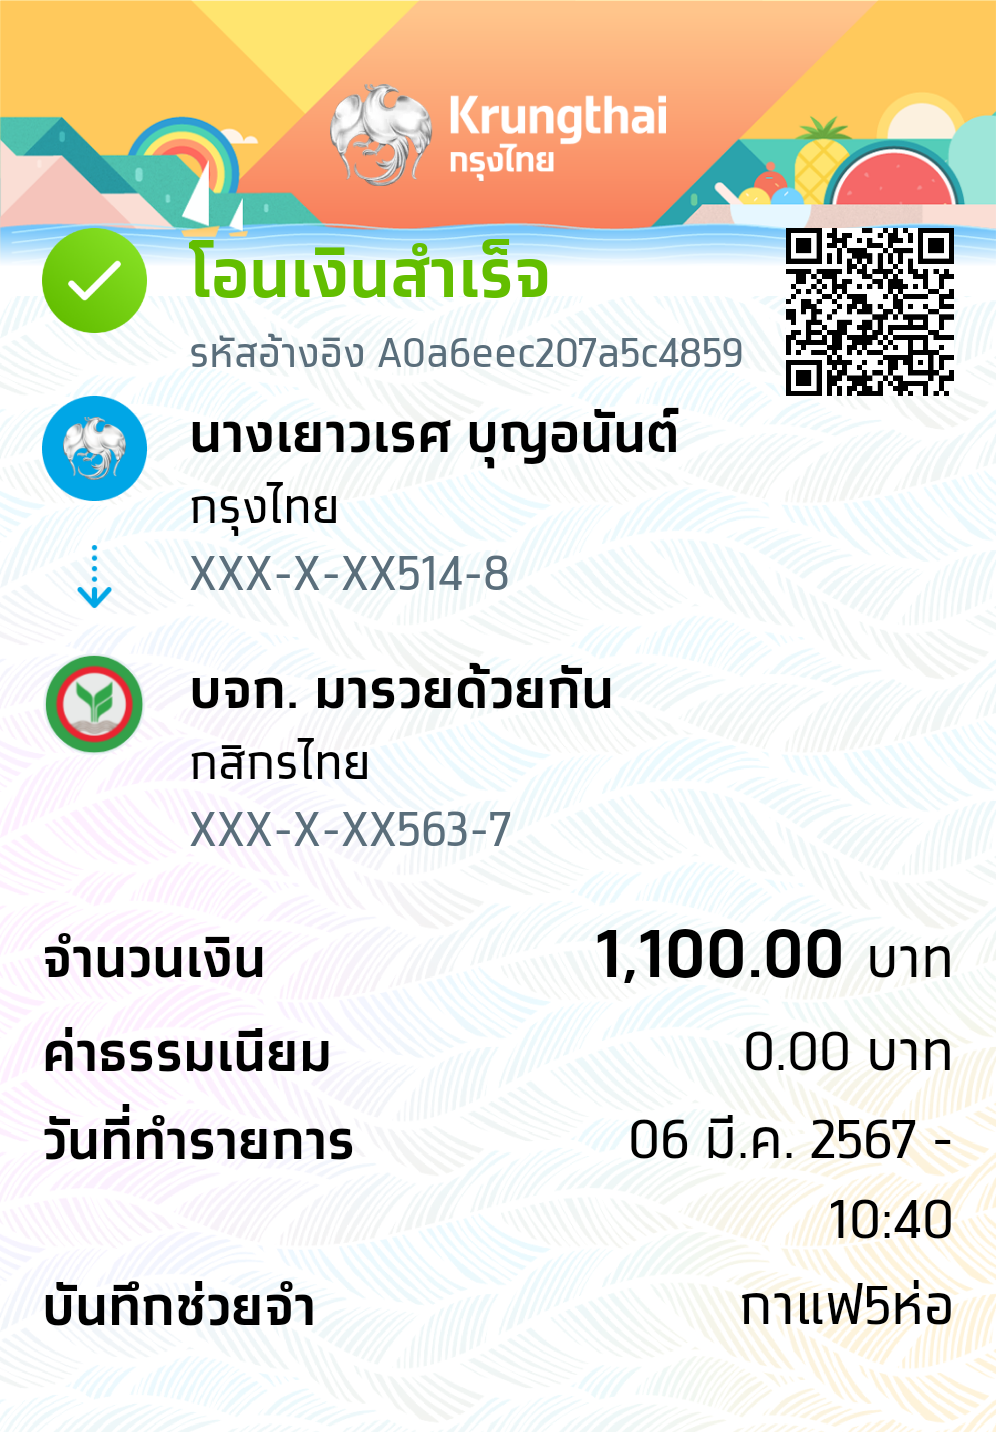 Krungthai
กรุงไทย
โอนเงินสำเร็จ
รหัสอ้างอิง A0a6eec207a5c4859
นางเยาวเรศ บุญอนันต์
กรุงไทย
XXX-X-XX514-8
บจก. มารวยด้วยกัน
กสิกรไทย
XXX-X-XX563-7
จำนวนเงิน 1,100.00 บาท
ค่าธรรมเนียม 0.00 บาท
วันที่ทำรายการ 06 มี.ค. 2567 -
10:40
บันทึกช่วยจำ กาแฟ5ห่อ